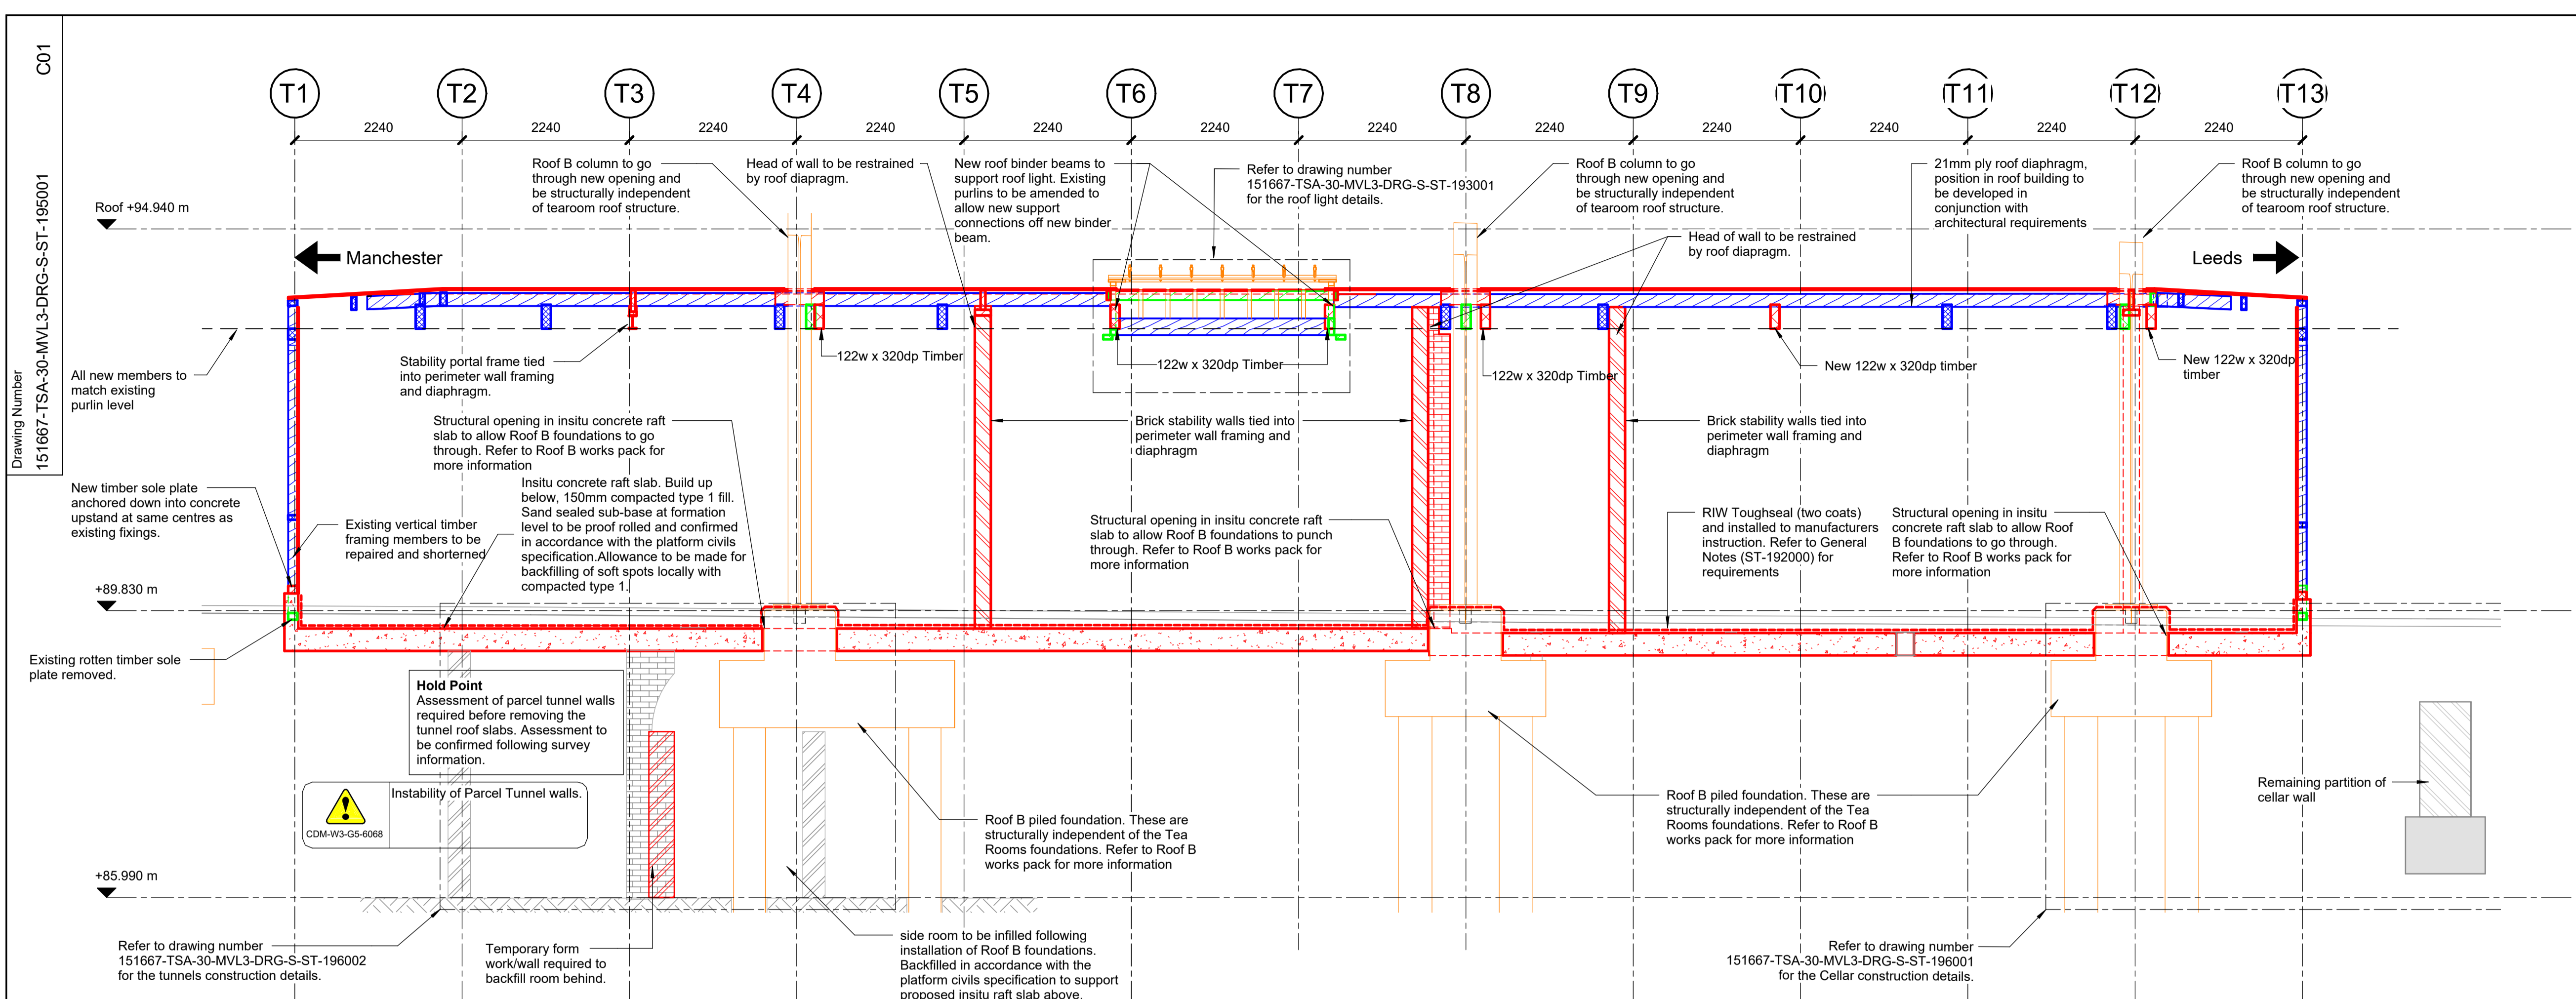 Drawing Number
151667-TSA-30-MVL3-DRG-S-ST-195001
C01
T1
T2
T3
T4
T5
T6
T7
T8
T9
T10
T11
T12
T13
2240
2240
2240
2240
2240
2240
2240
2240
2240
2240
2240
2240
Roof +94.940 m
Manchester
Leeds
Roof B column to go
through new opening and
be structurally independent
of tearoom roof structure.
Head of wall to be restrained
by roof diapragm.
New roof binder beams to
support roof light. Existing
purlins to be amended to
allow new support
connections off new binder
beam.
Refer to drawing number
151667-TSA-30-MVL3-DRG-S-ST-193001
for the roof light details.
Roof B column to go
through new opening and
be structurally independent
of tearoom roof structure.
Head of wall to be restrained
by roof diapragm.
21mm ply roof diaphragm,
position in roof building to
be developed in
conjunction with
architectural requirements
Roof B column to go
through new opening and
be structurally independent
of tearoom roof structure.
All new members to
match existing
purlin level
Stability portal frame tied
into perimeter wall framing
and diaphragm.
122w x 320dp Timber
122w x 320dp Timber
122w x 320dp Timber
New 122w x 320dp timber
New 122w x 320dp
timber
Structural opening in insitu concrete raft
slab to allow Roof B foundations to go
through. Refer to Roof B works pack for
more information
Brick stability walls tied into
perimeter wall framing and
diaphragm
Brick stability walls tied into
perimeter wall framing and
diaphragm
New timber sole plate
anchored down into concrete
upstand at same centres as
existing fixings.
Existing vertical timber
framing members to be
repaired and shorterned
Insitu concrete raft slab. Build up
below, 150mm compacted type 1 fill.
Sand sealed sub-base at formation
level to be proof rolled and confirmed
in accordance with the platform civils
specification.Allowance to be made for
backfilling of soft spots locally with
compacted type 1.
Structural opening in insitu concrete raft
slab to allow Roof B foundations to punch
through. Refer to Roof B works pack for
more information
RIW Toughseal (two coats)
and installed to manufacturers
instruction. Refer to General
Notes (ST-192000) for
requirements
Structural opening in insitu
concrete raft slab to allow Roof
B foundations to go through.
Refer to Roof B works pack for
more information
+89.830 m
Existing rotten timber sole
plate removed.
Hold Point
Assessment of parcel tunnel walls
required before removing the
tunnel roof slabs. Assessment to
be confirmed following survey
information.
Instability of Parcel Tunnel walls.
CDM-W3-G5-6068
Roof B piled foundation. These are
structurally independent of the Tea
Rooms foundations. Refer to Roof B
works pack for more information
Roof B piled foundation. These are
structurally independent of the Tea
Rooms foundations. Refer to Roof B
works pack for more information
Remaining partition of
cellar wall
+85.990 m
Refer to drawing number
151667-TSA-30-MVL3-DRG-S-ST-196002
for the tunnels construction details.
Temporary form
work/wall required to
backfill room behind.
side room to be infilled following
installation of Roof B foundations.
Backfilled in accordance with the
platform civils specification to support
proposed insitu raft slab above.
Refer to drawing number
151667-TSA-30-MVL3-DRG-S-ST-196001
for the Cellar construction details.